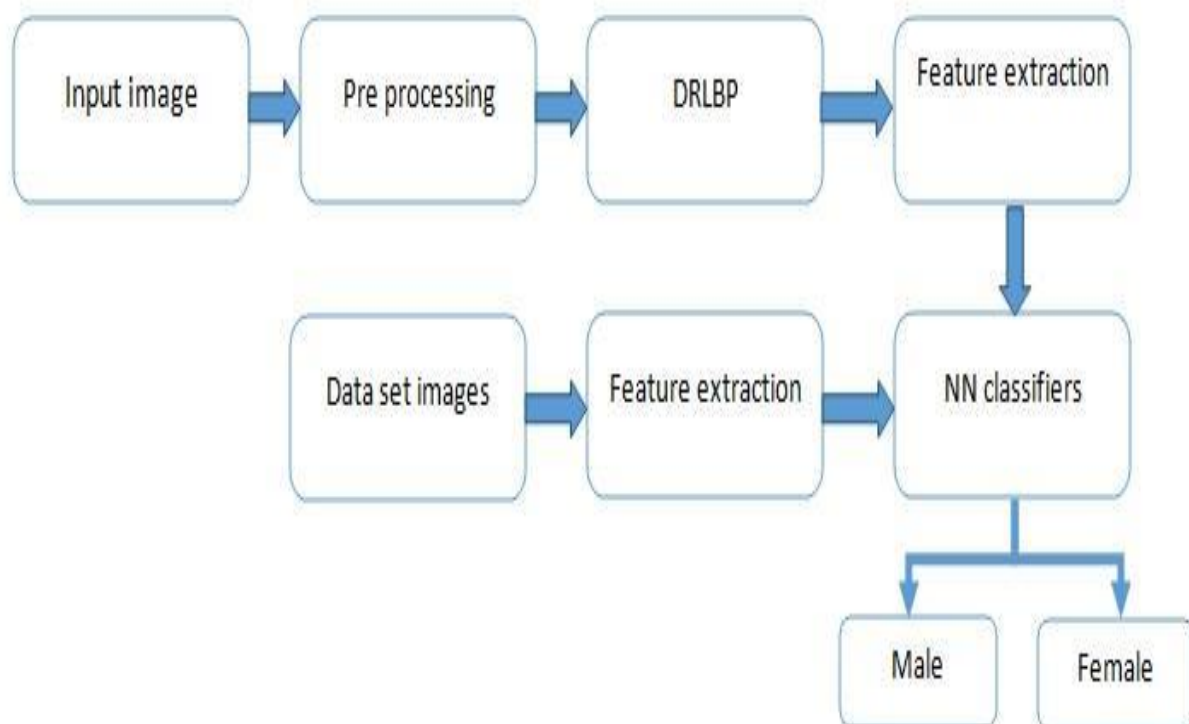 Input image
Pre processing
DRLBP
Feature extraction
Data set images
Feature extraction
NN classifiers
Male
Female